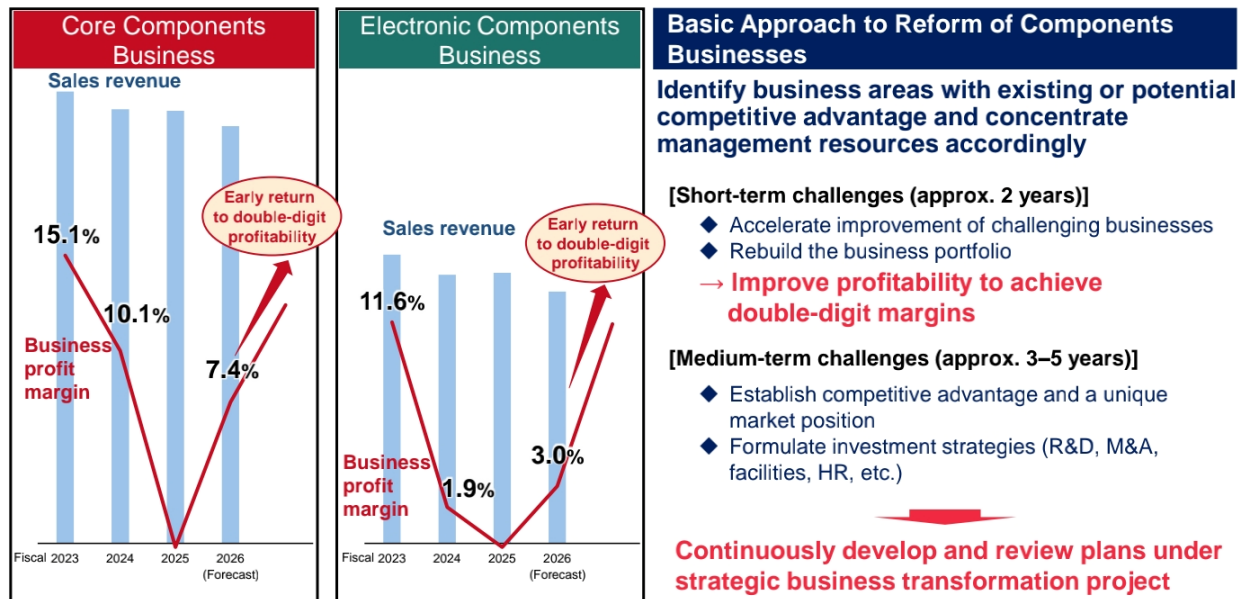 Core Components
Business
Sales revenue
15.1%
10.1%
Business
profit
margin
7.4%
Early return
to double-digit
profitability
Fiscal 2023
2024
2025
2026
(Forecast)
Electronic Components
Business
Sales revenue
11.6%
Business
profit
margin
1.9%
3.0%
Early return
to double-digit
profitability
Fiscal 2023
2024
2025
2026
(Forecast)
Basic Approach to Reform of Components
Businesses
Identify business areas with existing or potential
competitive advantage and concentrate
management resources accordingly
[Short-term challenges (approx. 2 years)]
◆ Accelerate improvement of challenging businesses
◆ Rebuild the business portfolio
→ Improve profitability to achieve
double-digit margins
[Medium-term challenges (approx. 3–5 years)]
◆ Establish competitive advantage and a unique
market position
◆ Formulate investment strategies (R&D, M&A,
facilities, HR, etc.)
Continuously develop and review plans under
strategic business transformation project